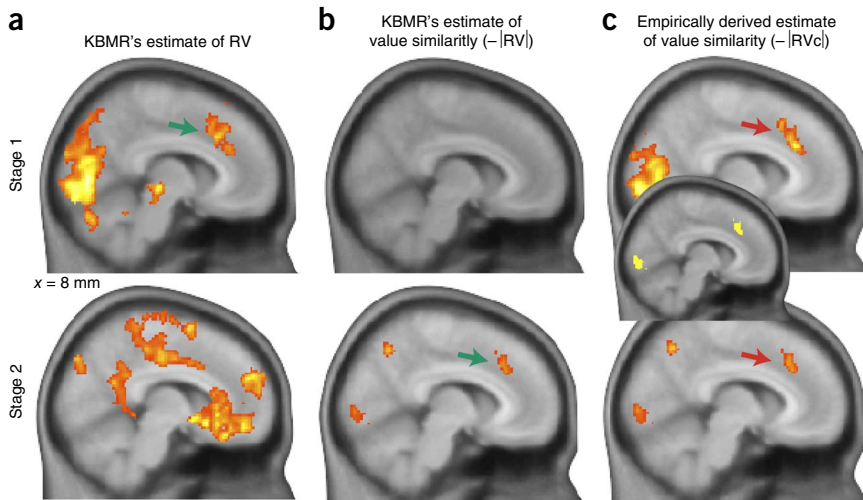 a
KBMR's estimate of RV
b
KBMR's estimate of
value similaritly (–|RV|)
c
Empirically derived estimate
of value similarity (–|RVc|)
Stage 1
x = 8 mm
Stage 2